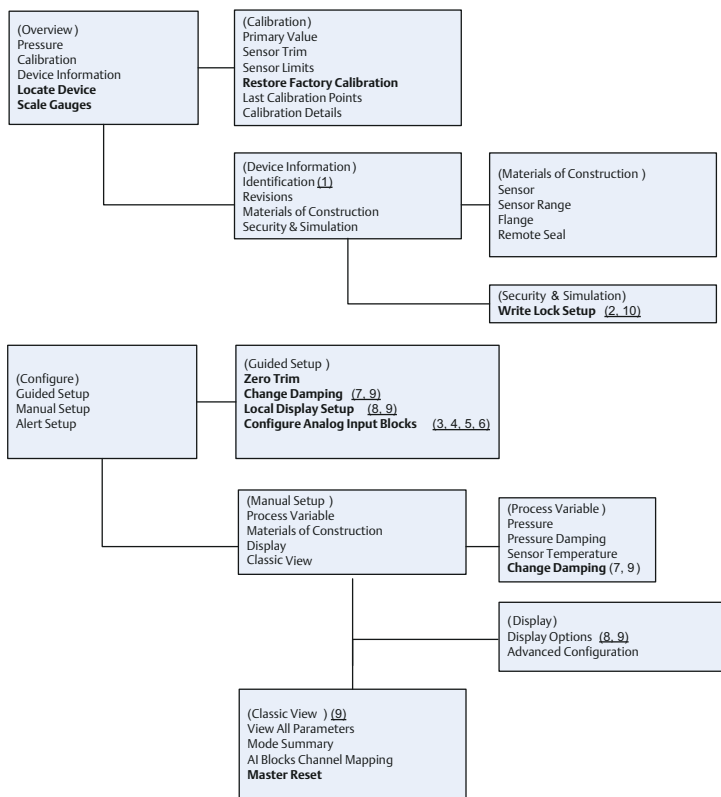 (Overview)
Pressure
Calibration
Device Information
Locate Device
Scale Gauges
(Calibration)
Primary Value
Sensor Trim
Sensor Limits
Restore Factory Calibration
Last Calibration Points
Calibration Details
(Device Information)
Identification (1)
Revisions
Materials of Construction
Security & Simulation
(Materials of Construction )
Sensor
Sensor Range
Flange
Remote Seal
(Security & Simulation)
Write Lock Setup (2, 10)
(Configure)
Guided Setup
Manual Setup
Alert Setup
(Guided Setup )
Zero Trim
Change Damping (7, 9)
Local Display Setup (8, 9)
Configure Analog Input Blocks (3, 4, 5, 6)
(Manual Setup )
Process Variable
Materials of Construction
Display
Classic View
(Process Variable )
Pressure
Pressure Damping
Sensor Temperature
Change Damping (7, 9)
(Display)
Display Options (8, 9)
Advanced Configuration
(Classic View ) (9)
View All Parameters
Mode Summary
AI Blocks Channel Mapping
Master Reset